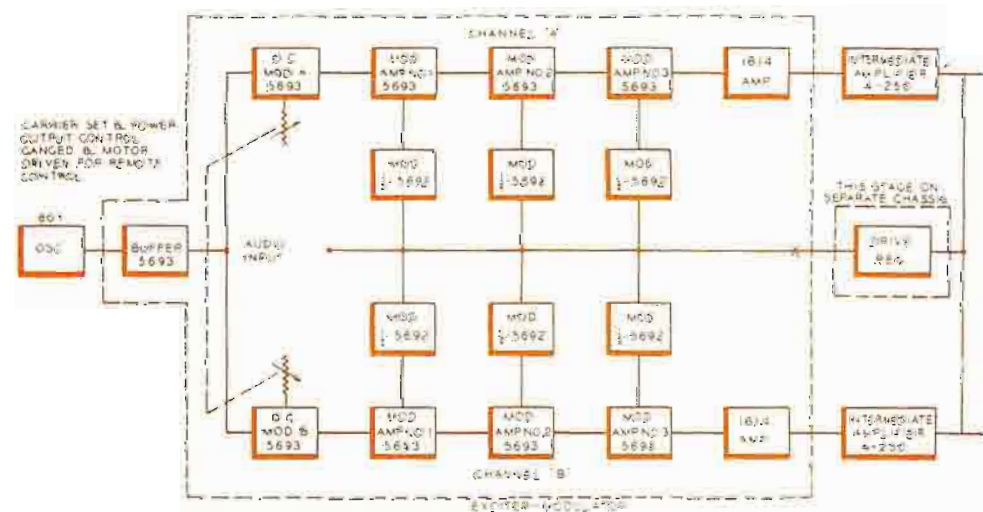 CHANNEL "A"
D.C.
MOD A
5693
MOD
AMP NO.1
5693
MOD
AMP NO.2
5693
MOD
AMP NO.3
5693
1614
AMP
INTERMEDIATE
AMPLIFIER
4-250
CARRIER SET & POWER
OUTPUT CONTROL
GANGED & MOTOR
DRIVEN FOR REMOTE
CONTROL
MOD
½-5692
MOD
½-5692
MOD
½-5692
THIS STAGE ON
SEPARATE CHASSIS
807
OSC
BUFFER
5693
AUDIO
INPUT
DRIVE
REG
MOD
½-5692
MOD
½-5692
MOD
½-5692
D.C.
MOD B
5693
MOD
AMP NO.1
5693
MOD
AMP NO.2
5693
MOD
AMP NO.3
1614
AMP
INTERMEDIATE
AMPLIFIER
4-250
CHANNEL "B"
EXCITER-MODULATOR